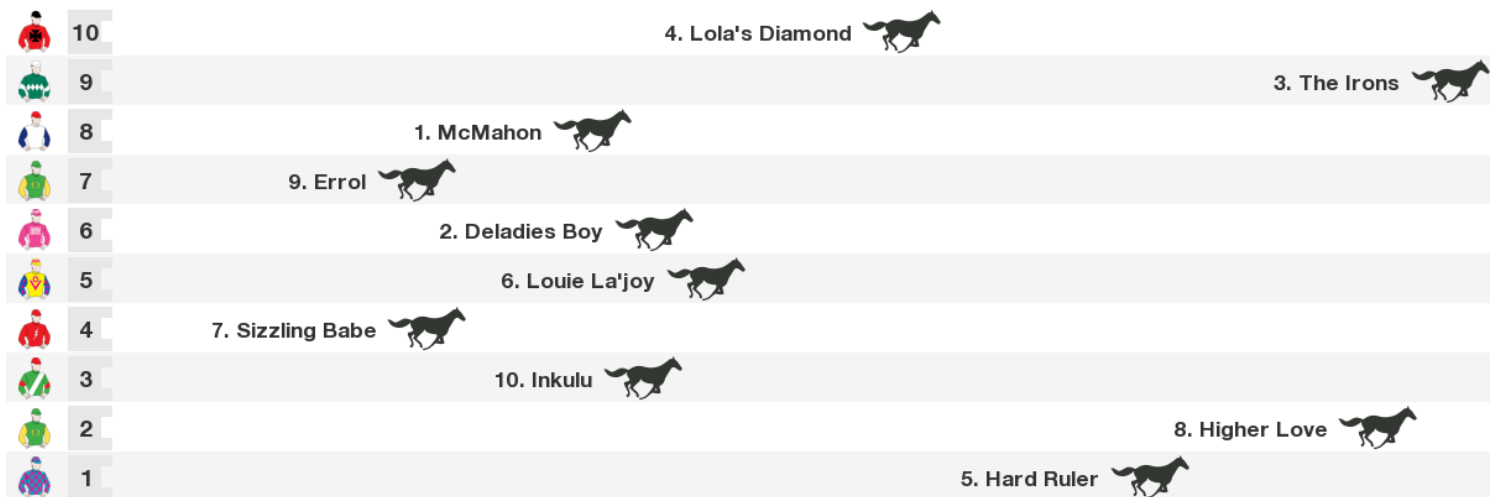 10 4. Lola's Diamond
9 3. The Irons
8 1. McMahon
7 9. Errol
6 2. Deladies Boy
5 6. Louie La'joy
4 7. Sizzling Babe
3 10. Inkulu
2 8. Higher Love
1 5. Hard Ruler